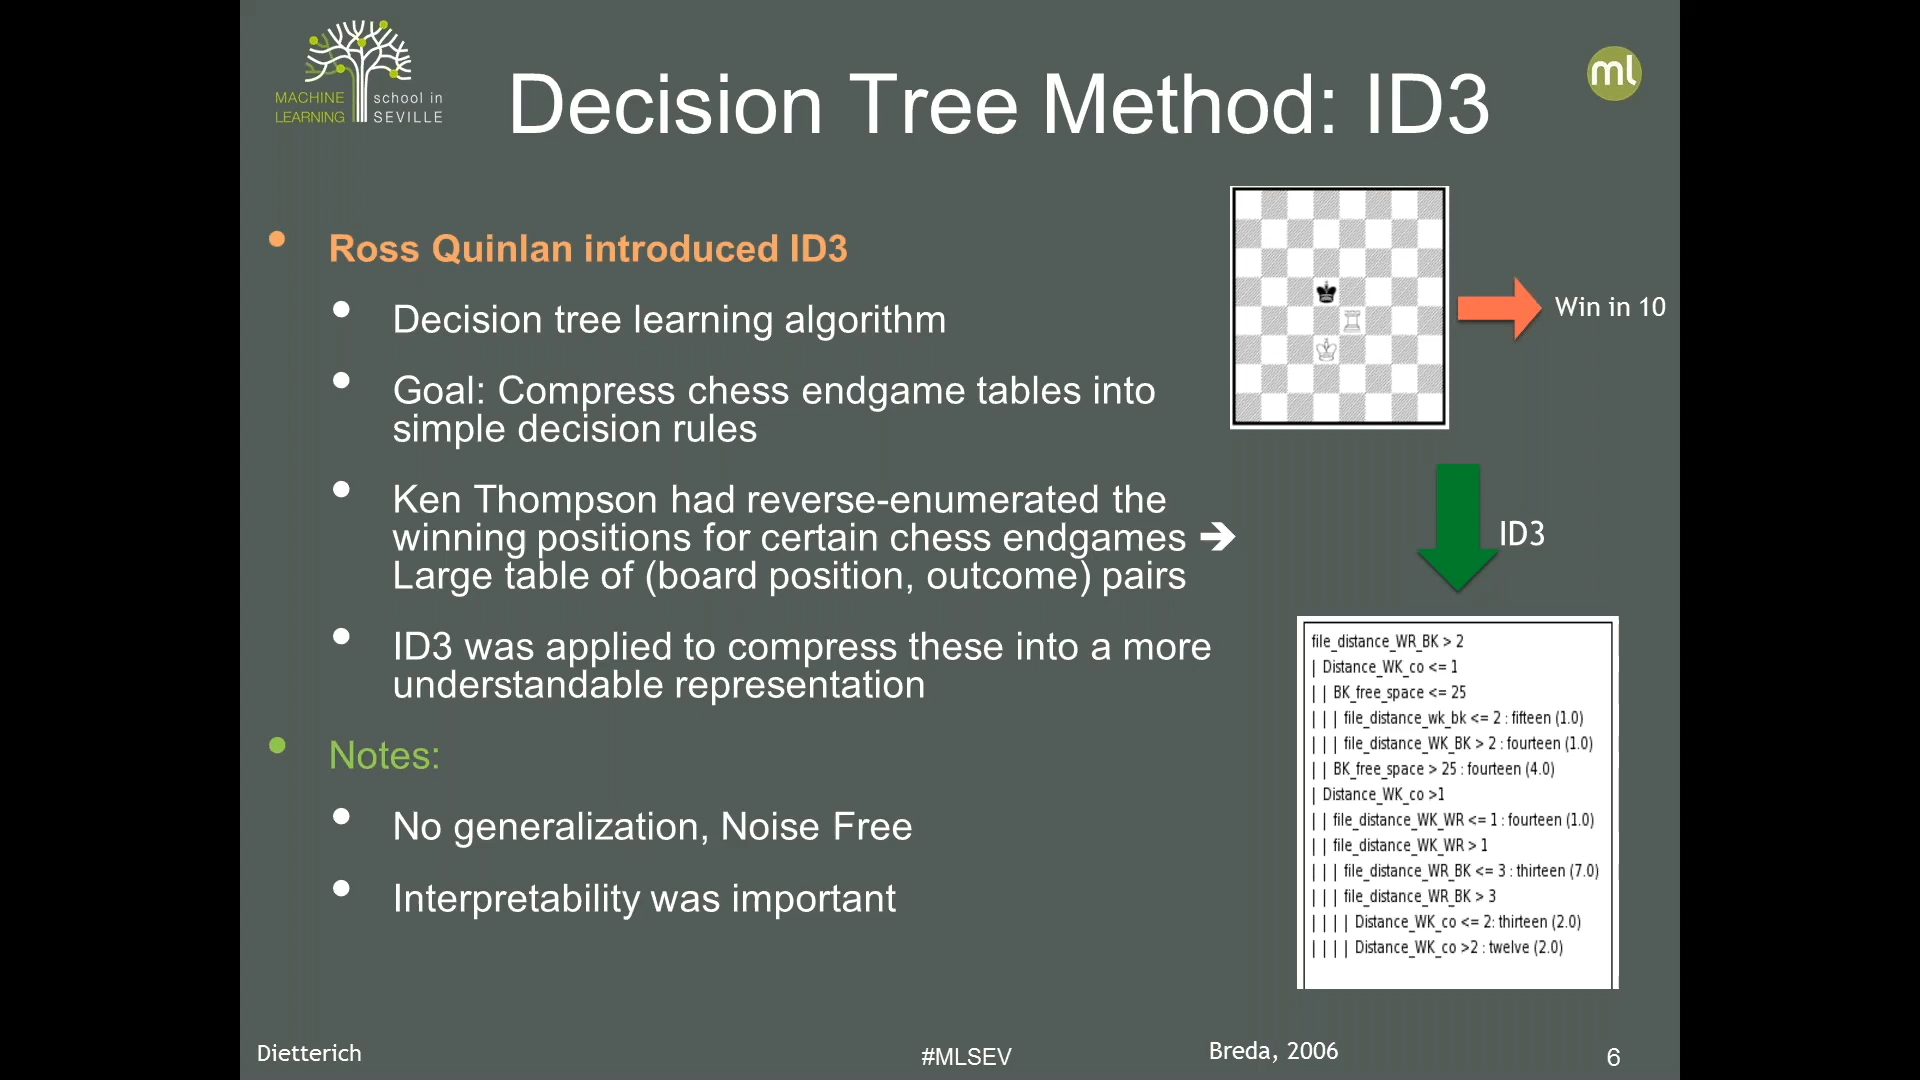 MACHINE LEARNING school in SEVILLE
ml
Decision Tree Method: ID3
Ross Quinlan introduced ID3
Decision tree learning algorithm
Goal: Compress chess endgame tables into
simple decision rules
Ken Thompson had reverse-enumerated the
winning positions for certain chess endgames ➔
Large table of (board position, outcome) pairs
ID3 was applied to compress these into a more
understandable representation
Notes:
No generalization, Noise Free
Interpretability was important
Win in 10
ID3
file_distance_WR_BK > 2
| Distance_WK_co <= 1
| | BK_free_space <= 25
| | | file_distance_wk_bk <= 2 : fifteen (1.0)
| | | file_distance_WK_BK > 2 : fourteen (1.0)
| | BK_free_space > 25 : fourteen (4.0)
| Distance_WK_co >1
| | file_distance_WK_WR <= 1 : fourteen (1.0)
| | file_distance_WK_WR > 1
| | | file_distance_WR_BK <= 3 : thirteen (7.0)
| | | file_distance_WR_BK > 3
| | | | Distance_WK_co <= 2: thirteen (2.0)
| | | | Distance_WK_co >2 : twelve (2.0)
Dietterich
#MLSEV
Breda, 2006
6